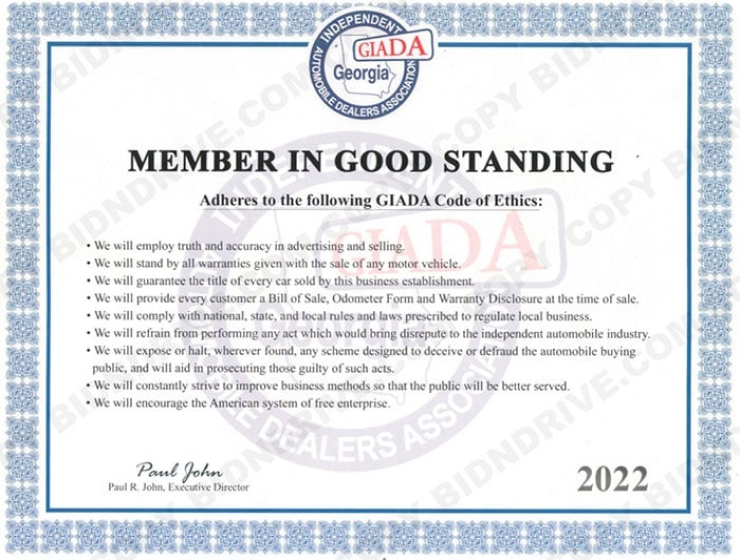 INDEPENDENT
GIADA
Georgia
AUTOMOBILE DEALERS ASSOCIATION
MEMBER IN GOOD STANDING
Adheres to the following GIADA Code of Ethics:
• We will employ truth and accuracy in advertising and selling.
• We will stand by all warranties given with the sale of any motor vehicle.
• We will guarantee the title of every car sold by this business establishment.
• We will provide every customer a Bill of Sale, Odometer Form and Warranty Disclosure at the time of sale.
• We will comply with national, state, and local rules and laws prescribed to regulate local business.
• We will refrain from performing any act which would bring disrepute to the independent automobile industry.
• We will expose or halt, wherever found, any scheme designed to deceive or defraud the automobile buying
public, and will aid in prosecuting those guilty of such acts.
• We will constantly strive to improve business methods so that the public will be better served.
• We will encourage the American system of free enterprise.
Paul John
Paul R. John, Executive Director
2022
INDEPENDENT
GIADA
Georgia
DEALERS ASSOCIATION
COPY BIDNDRIVE.COM